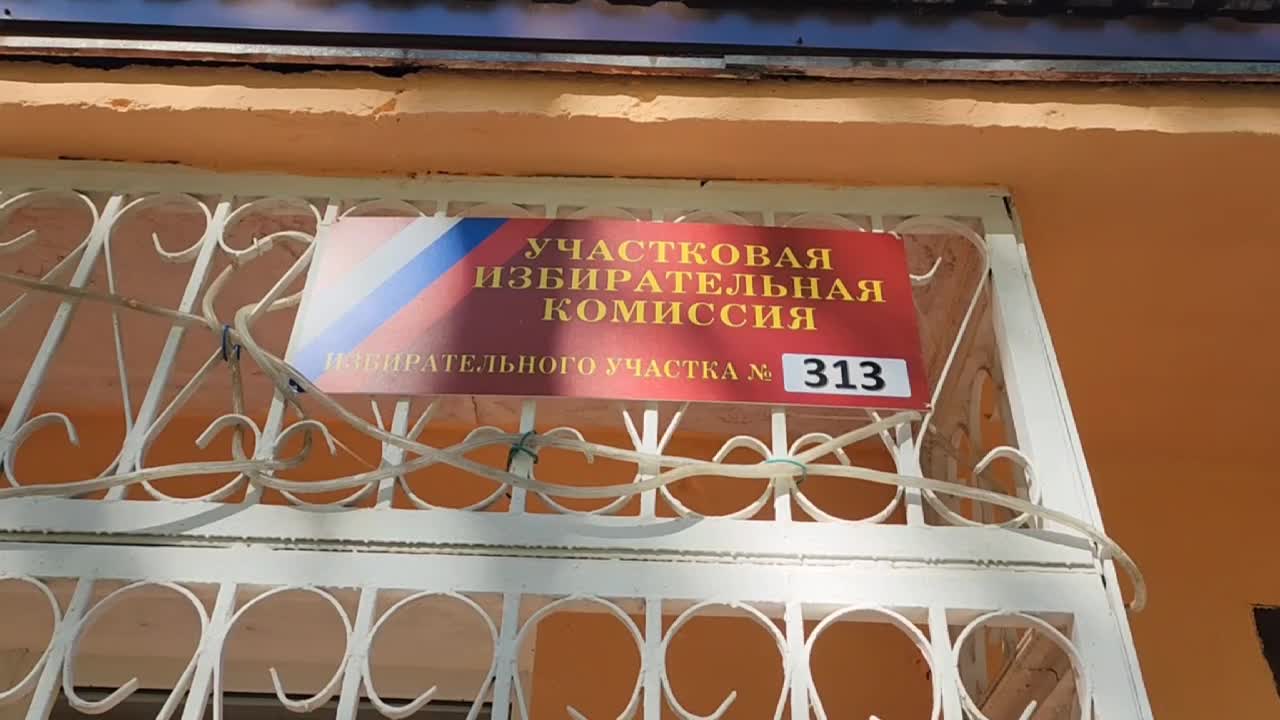 УЧАСТКОВАЯ
ИЗБИРАТЕЛЬНАЯ
КОМИССИЯ
ИЗБИРАТЕЛЬНОГО УЧАСТКА № 313